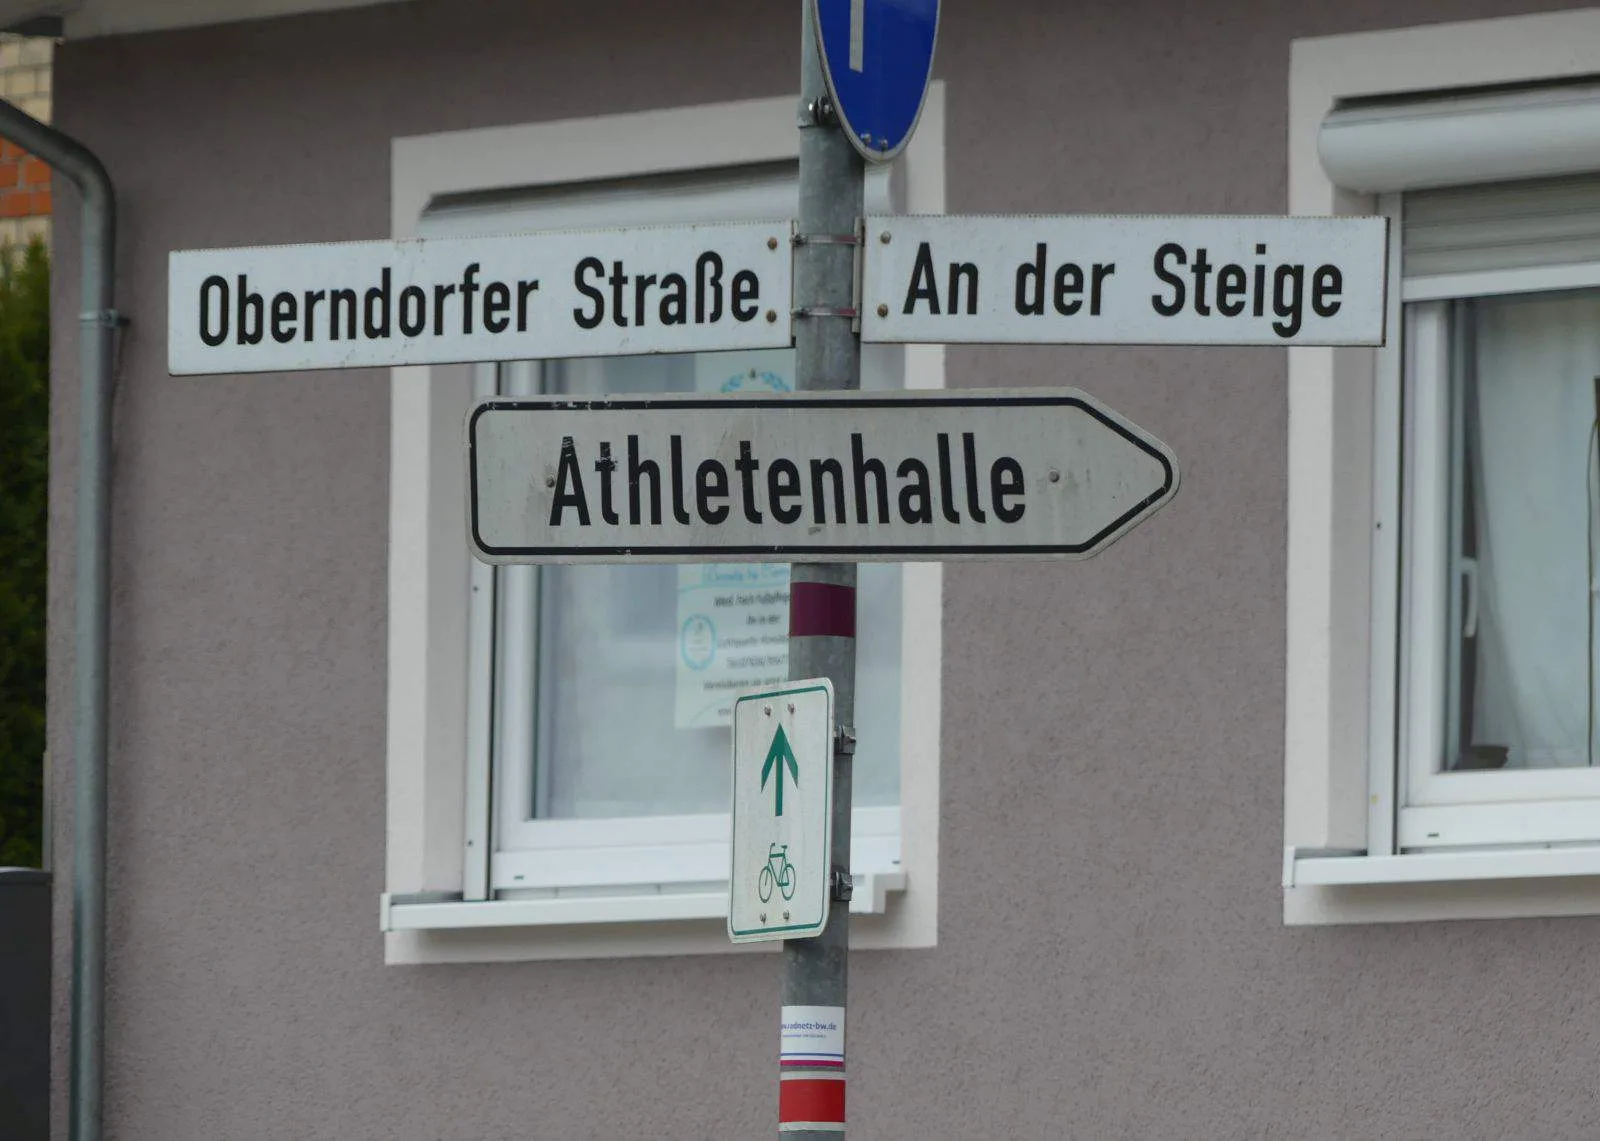 Oberndorfer Straße
An der Steige
Athletenhalle
radnetz-bw.de